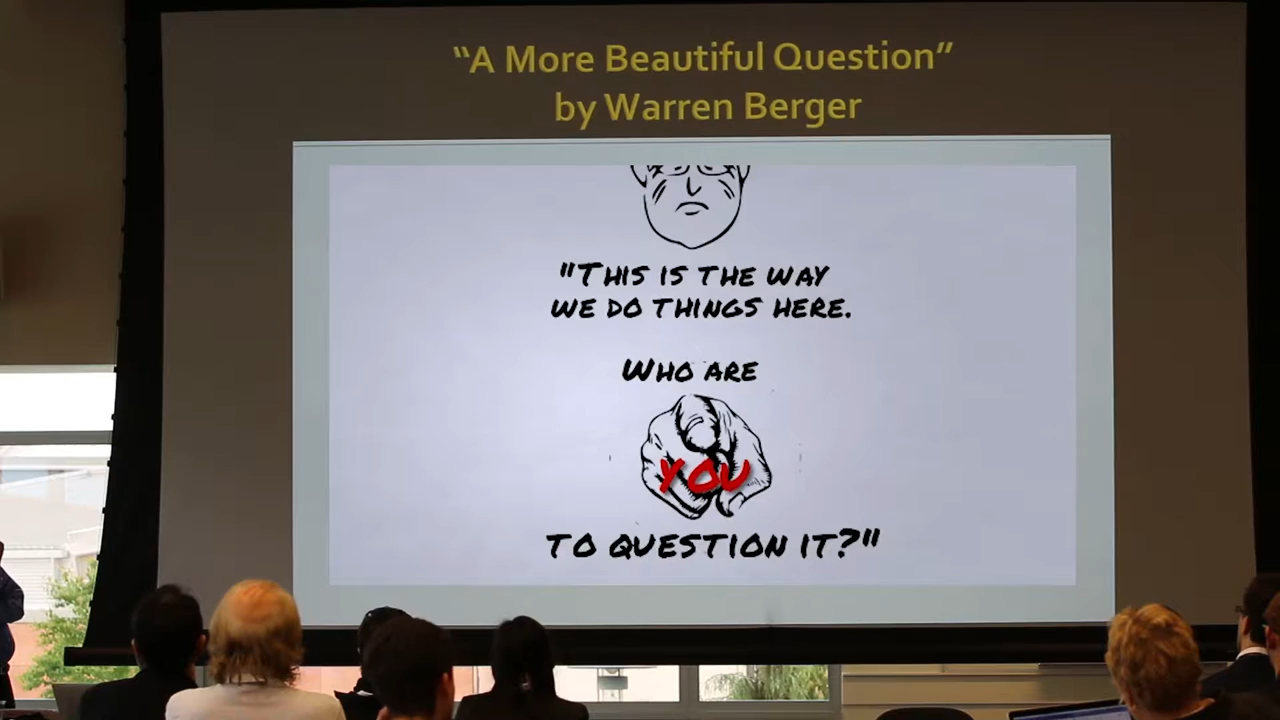 “A More Beautiful Question”
by Warren Berger
"This is the way
we do things here.
Who are
YOU
to question it?"